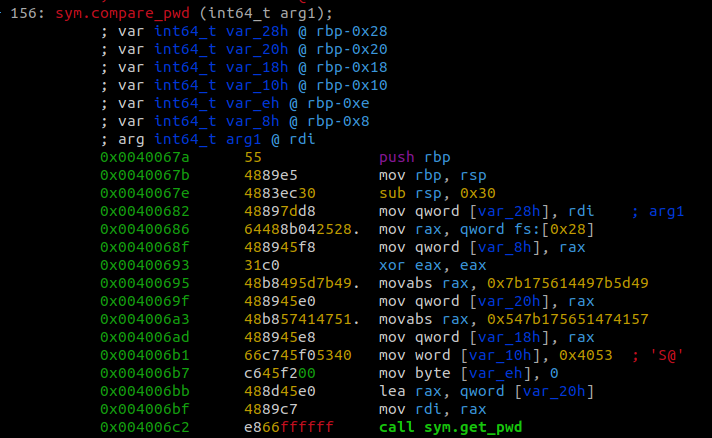 156: sym.compare_pwd (int64_t arg1);
; var int64_t var_28h @ rbp-0x28
; var int64_t var_20h @ rbp-0x20
; var int64_t var_18h @ rbp-0x18
; var int64_t var_10h @ rbp-0x10
; var int64_t var_eh @ rbp-0xe
; var int64_t var_8h @ rbp-0x8
; arg int64_t arg1 @ rdi
0x0040067a 55 push rbp
0x0040067b 4889e5 mov rbp, rsp
0x0040067e 4883ec30 sub rsp, 0x30
0x00400682 48897dd8 mov qword [var_28h], rdi ; arg1
0x00400686 64488b042528. mov rax, qword fs:[0x28]
0x0040068f 488945f8 mov qword [var_8h], rax
0x00400693 31c0 xor eax, eax
0x00400695 48b8495d7b49. movabs rax, 0x7b175614497b5d49
0x0040069f 488945e0 mov qword [var_20h], rax
0x004006a3 48b857414751. movabs rax, 0x547b175651474157
0x004006ad 488945e8 mov qword [var_18h], rax
0x004006b1 66c745f05340 mov word [var_10h], 0x4053 ; 'S@'
0x004006b7 c645f200 mov byte [var_eh], 0
0x004006bb 488d45e0 lea rax, qword [var_20h]
0x004006bf 4889c7 mov rdi, rax
0x004006c2 e866ffffff call sym.get_pwd